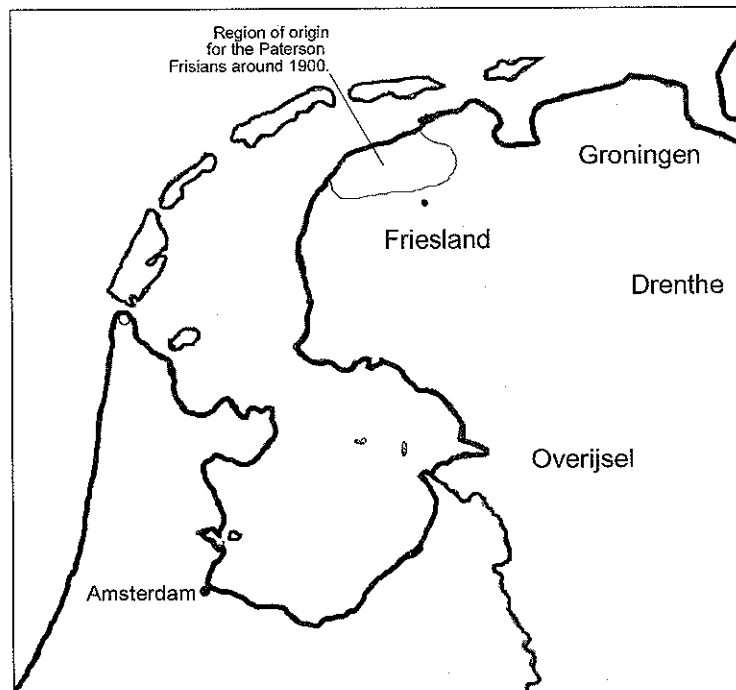 Region of origin
for the Paterson
Frisians around 1900.
Groningen
Friesland
Drenthe
Overijsel
Amsterdam